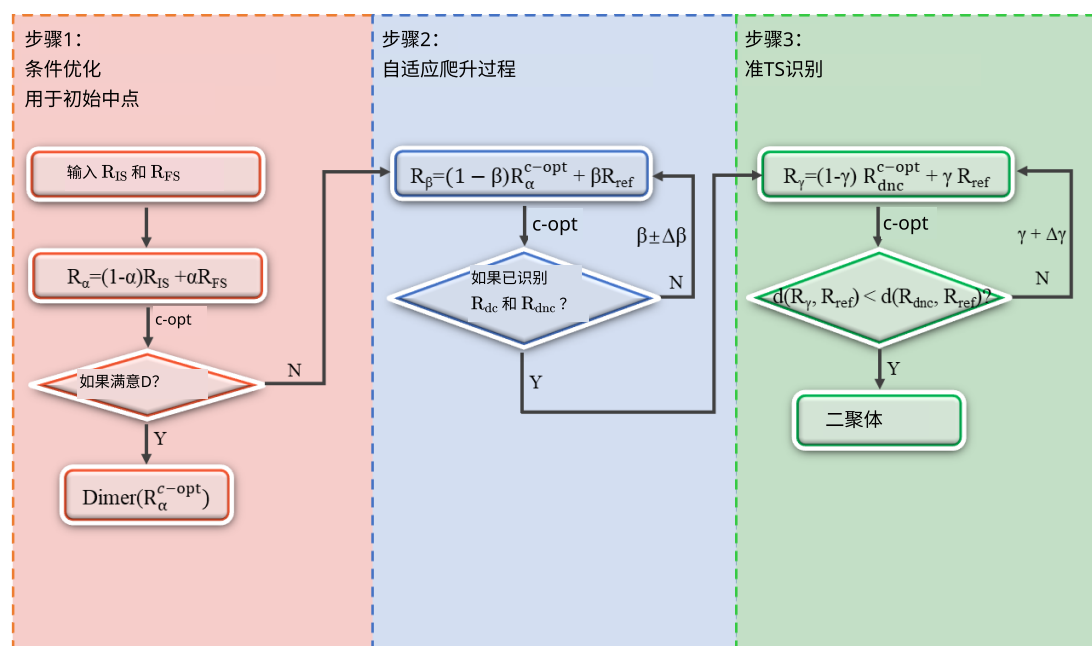 步骤1：
条件优化
用于初始中点
输入 R_IS 和 R_FS
R_α=(1-α)R_IS +αR_FS
c-opt
如果满意D？
N
Y
Dimer(R_α^{c-opt})
步骤2：
自适应爬升过程
R_β=(1 − β)R_α^{c-opt} + βR_ref
c-opt
β±Δβ
如果已识别
R_dc 和 R_dnc ？
N
Y
步骤3：
准TS识别
R_γ=(1-γ) R_dnc^{c-opt} + γ R_ref
c-opt
γ + Δγ
d(R_γ, R_ref) < d(R_dnc, R_ref)?
N
Y
二聚体